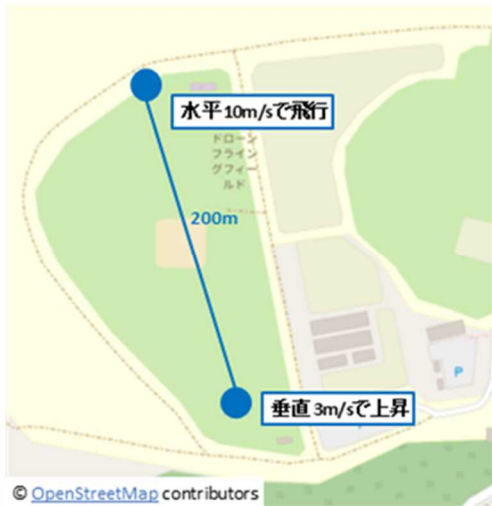 水平10m/sで飛行
ドローン
フライン
グフィー
ルド
200m
垂直3m/sで上昇
P
© OpenStreetMap contributors